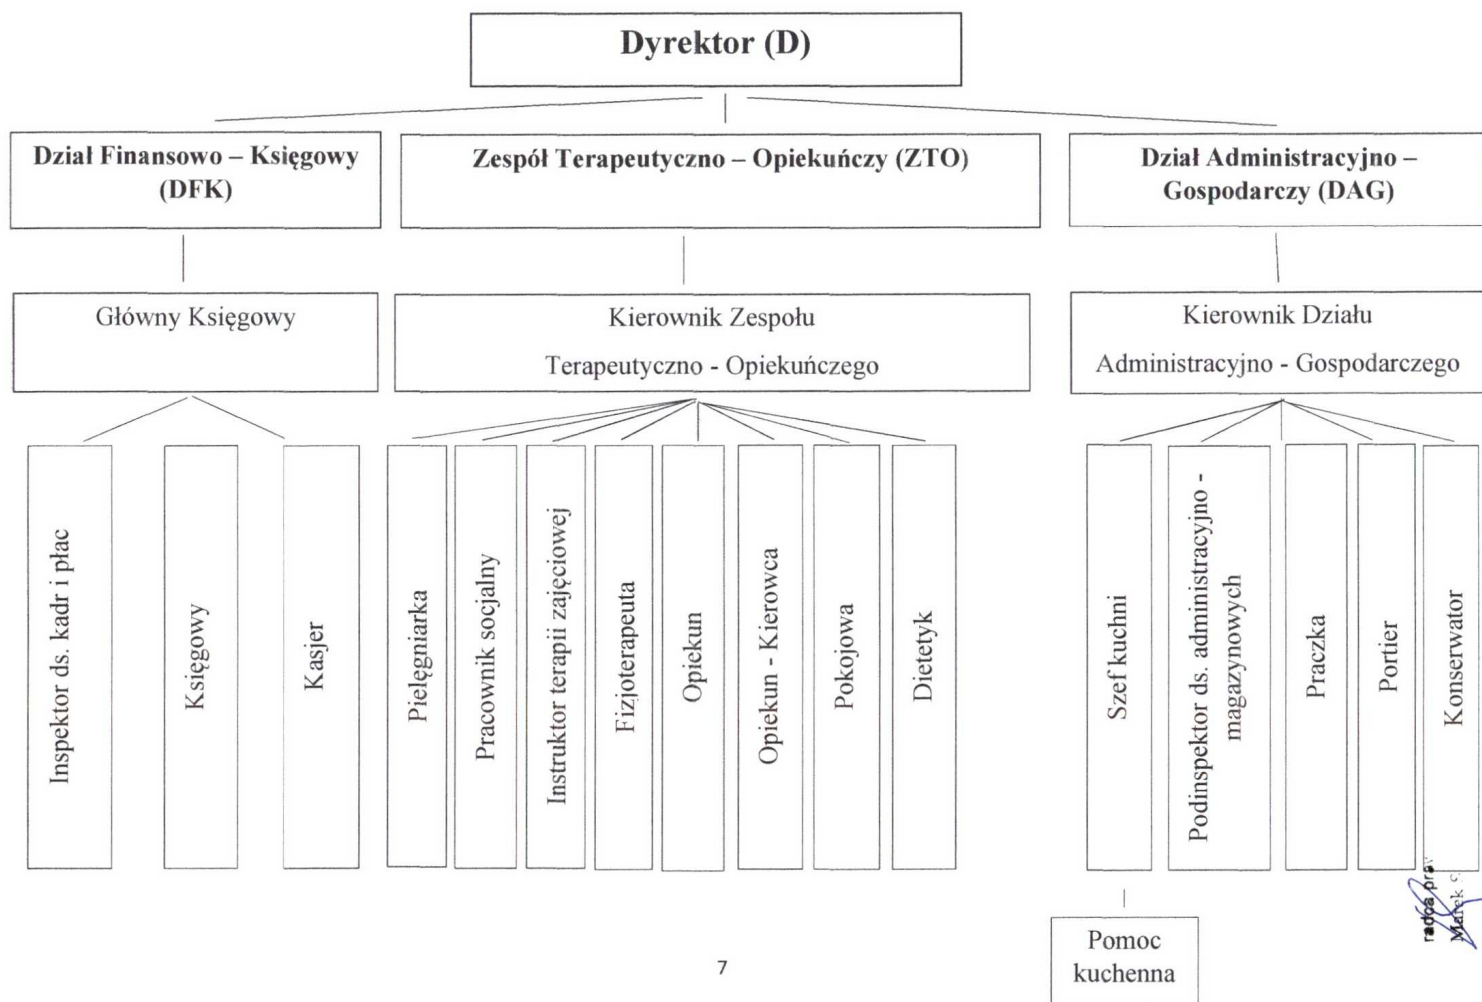 Dyrektor (D)
Dział Finansowo – Księgowy
(DFK)
Zespół Terapeutyczno – Opiekuńczy (ZTO)
Dział Administracyjno –
Gospodarczy (DAG)
Główny Księgowy
Kierownik Zespołu
Terapeutyczno - Opiekuńczego
Kierownik Działu
Administracyjno - Gospodarczego
Inspektor ds. kadr i płac
Księgowy
Kasjer
Pielęgniarka
Pracownik socjalny
Instruktor terapii zajęciowej
Fizjoterapeuta
Opiekun
Opiekun - Kierowca
Pokojowa
Dietetyk
Szef kuchni
Podinspektor ds. administracyjno -
magazynowych
Praczka
Portier
Konserwator
Pomoc
kuchenna
radca
Marek
7